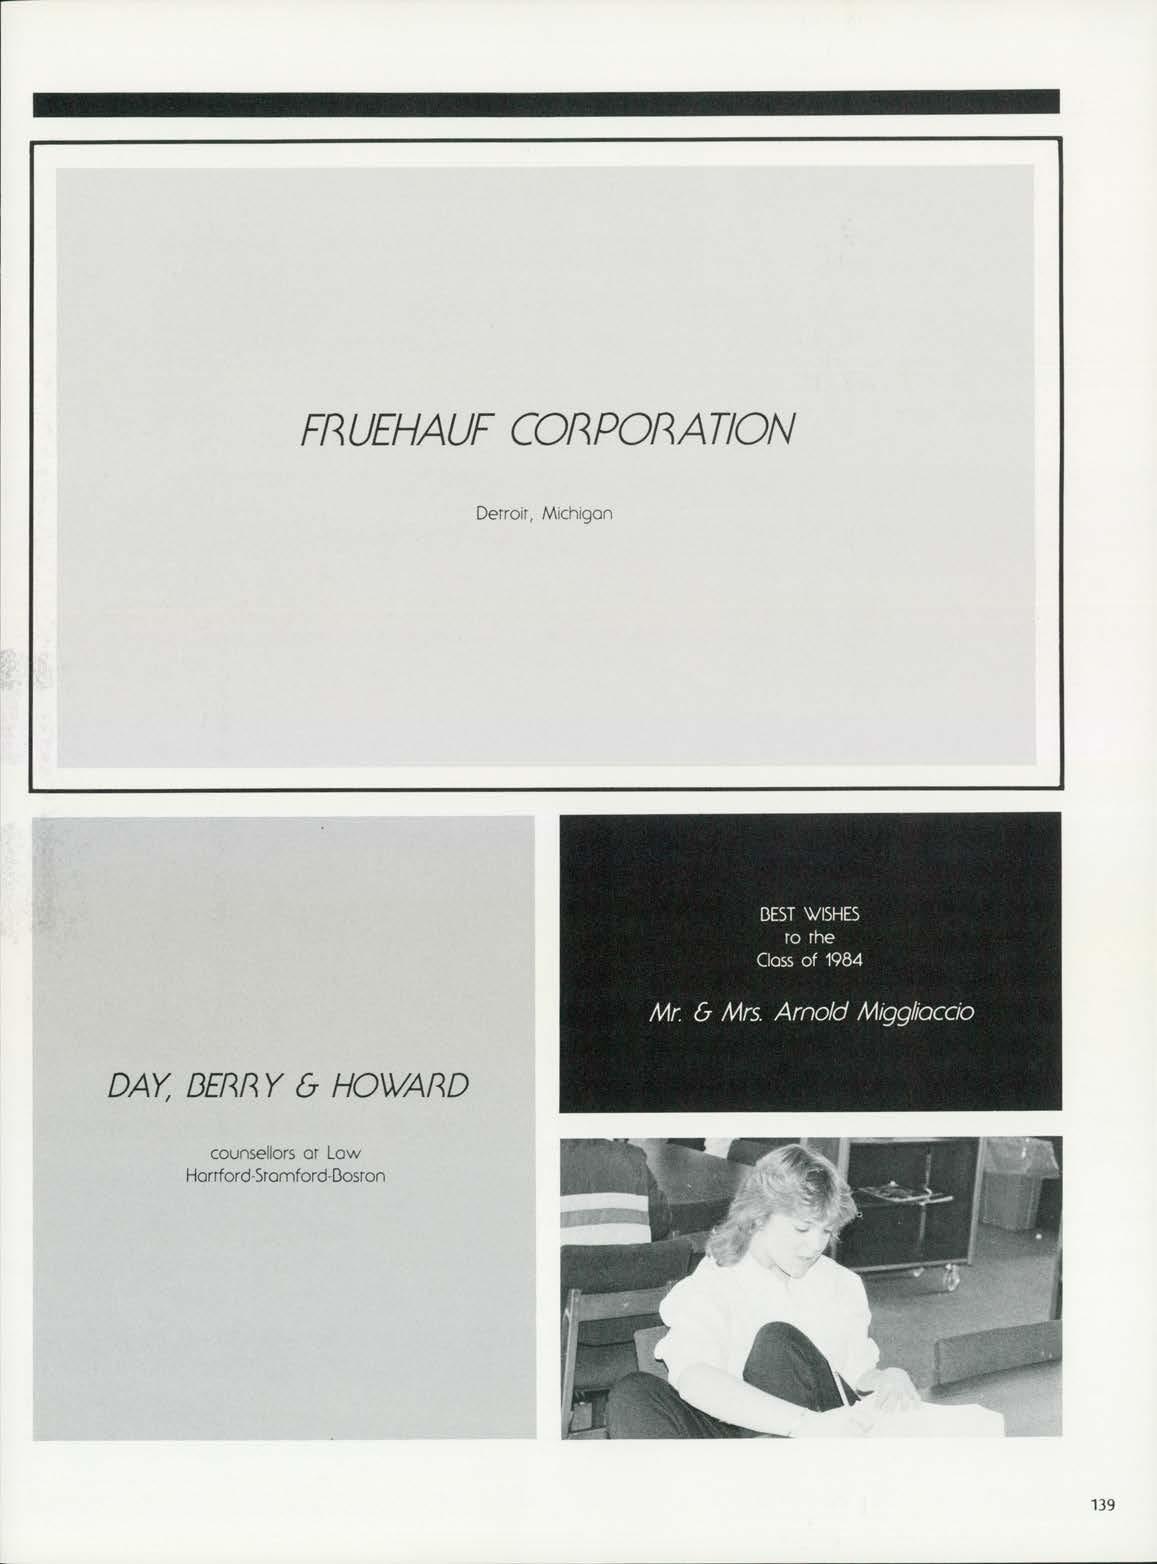 FRUEHAUF CORPORATION
Detroit, Michigan
DAY, BERRY & HOWARD
counsellors at Law
Hartford-Stamford-Boston
BEST WISHES
to the
Class of 1984
Mr. & Mrs. Arnold Miggliaccio
139